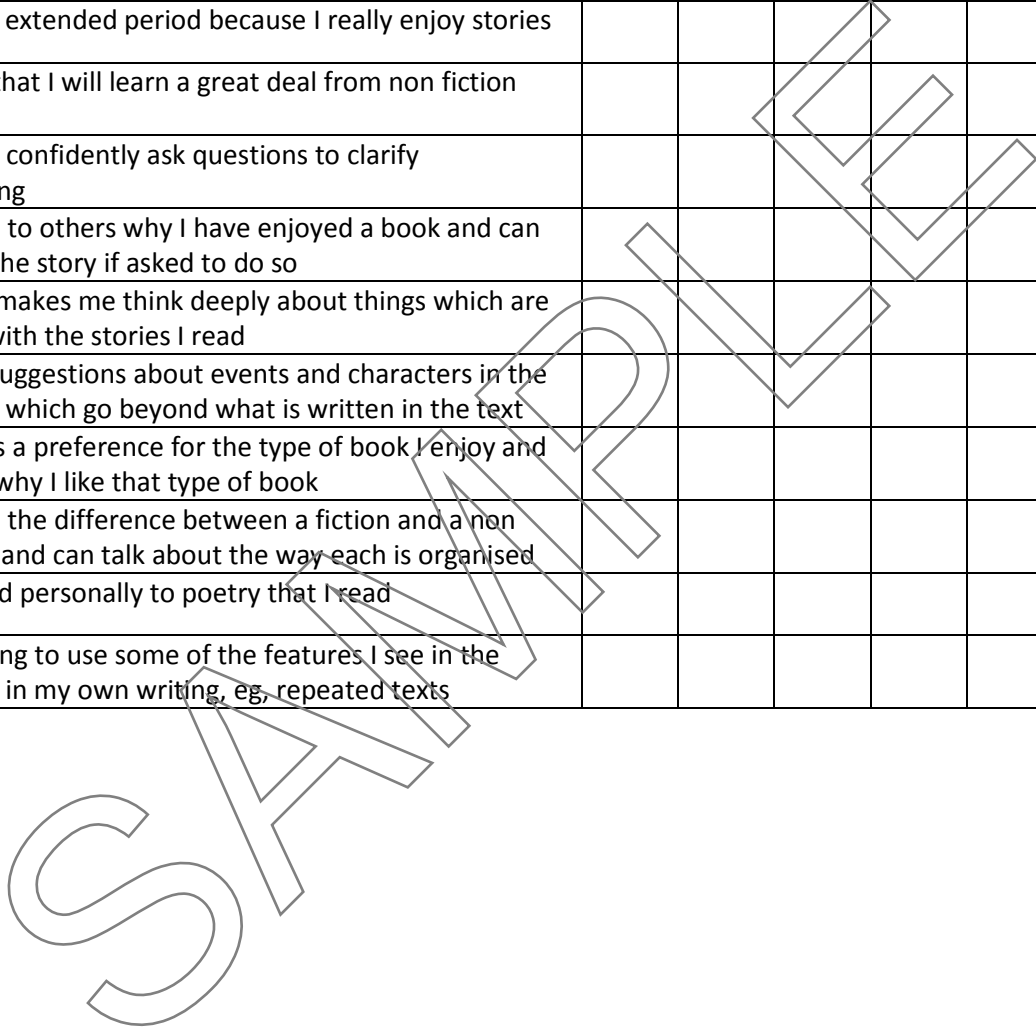 extended period because I really enjoy stories
that I will learn a great deal from non fiction
confidently ask questions to clarify
ng
to others why I have enjoyed a book and can
he story if asked to do so
makes me think deeply about things which are
with the stories I read
uggestions about events and characters in the
which go beyond what is written in the text
s a preference for the type of book I enjoy and
why I like that type of book
the difference between a fiction and a non
and can talk about the way each is organised
d personally to poetry that I read
ng to use some of the features I see in the
in my own writing, eg, repeated texts
SAMPLE